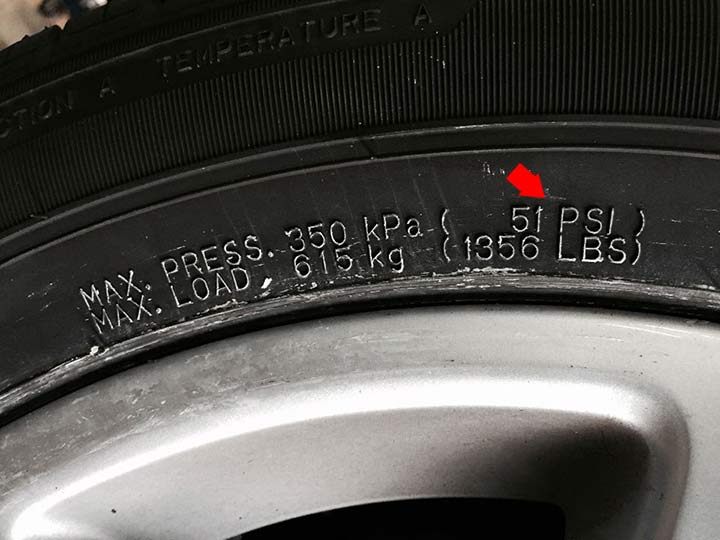 CTION A TEMPERATURE A
MAX. PRESS. 350 kPa ( 51 PSI )
MAX. LOAD, 615 kg (1356 LBS)